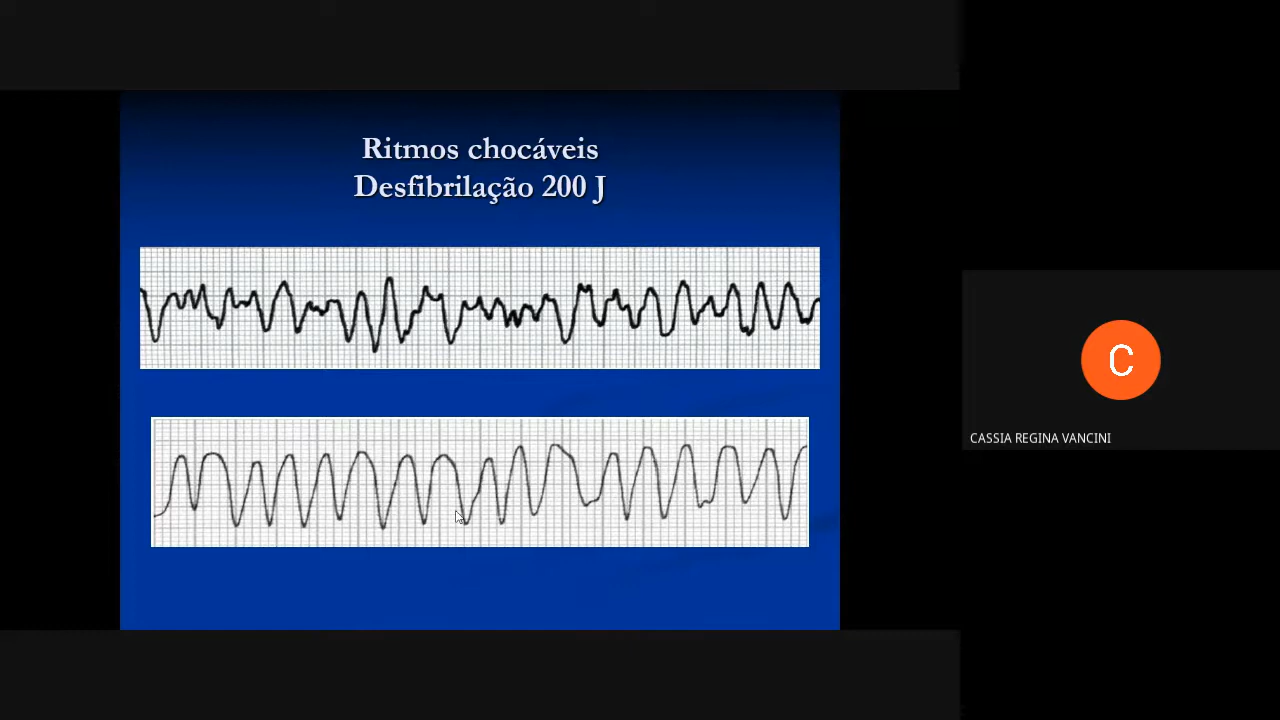 Ritmos chocáveis
Desfibrilação 200 J
C
CASSIA REGINA VANCINI